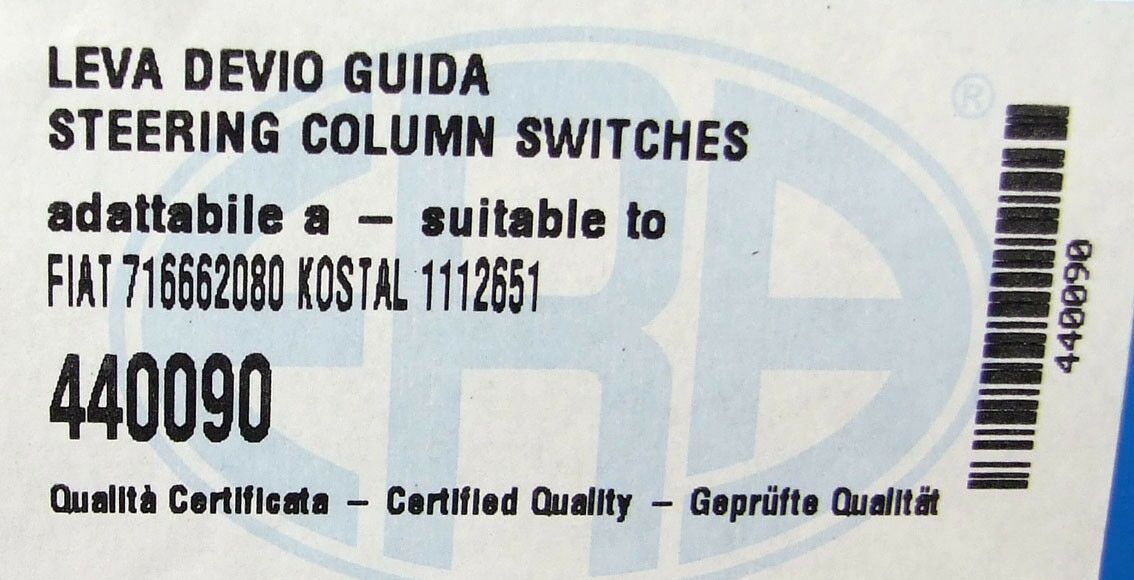 LEVA DEVIO GUIDA
STEERING COLUMN SWITCHES
adattabile a – suitable to
FIAT 716662080 KOSTAL 1112651
440090
Qualità Certificata – Certified Quality – Geprüfte Qualität
440090
ERA
®